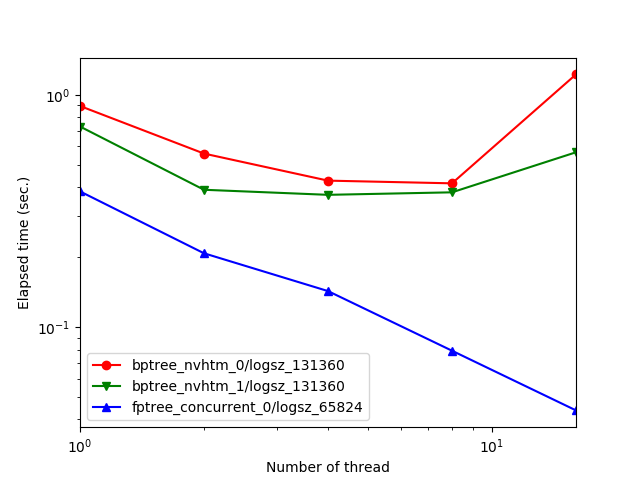 10⁰
10⁻¹
Elapsed time (sec.)
bptree_nvhtm_0/logsz_131360
bptree_nvhtm_1/logsz_131360
fptree_concurrent_0/logsz_65824
10⁰
10¹
Number of thread